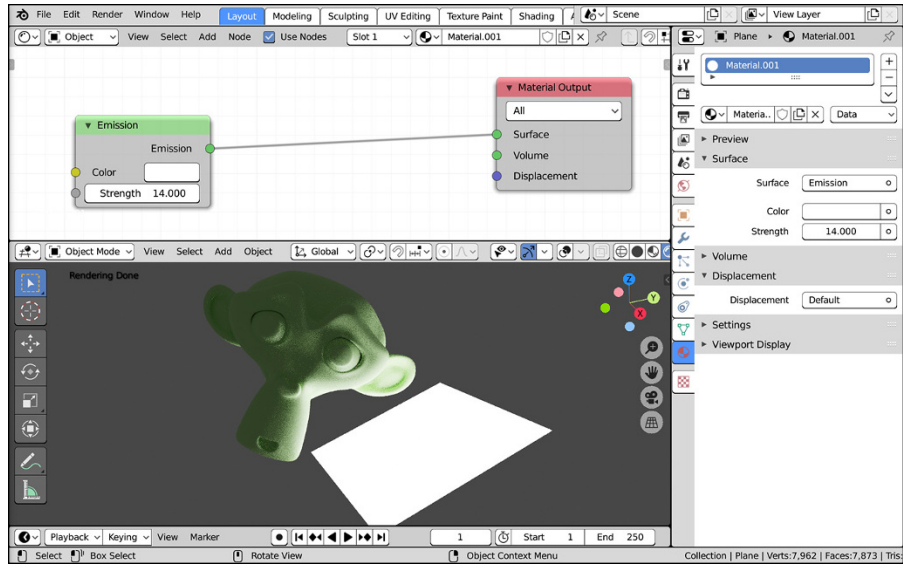 File Edit Render Window Help Layout Modeling Sculpting UV Editing Texture Paint Shading Scene View Layer
Object View Select Add Node Use Nodes Slot 1 Material.001 Plane Material.001
Material.001
Material Output
All
Emission
Emission
Surface
Volume
Displacement
Color
Strength 14.000
Materia.. Data
Preview
Surface
Surface Emission
Color
Strength 14.000
Volume
Displacement
Displacement Default
Settings
Viewport Display
Object Mode View Select Add Object Global
Rendering Done
Z
Y
X
Playback Keying View Marker 1 Start 1 End 250
Select Box Select Rotate View Object Context Menu Collection | Plane | Verts:7,962 | Faces:7,873 | Tris: